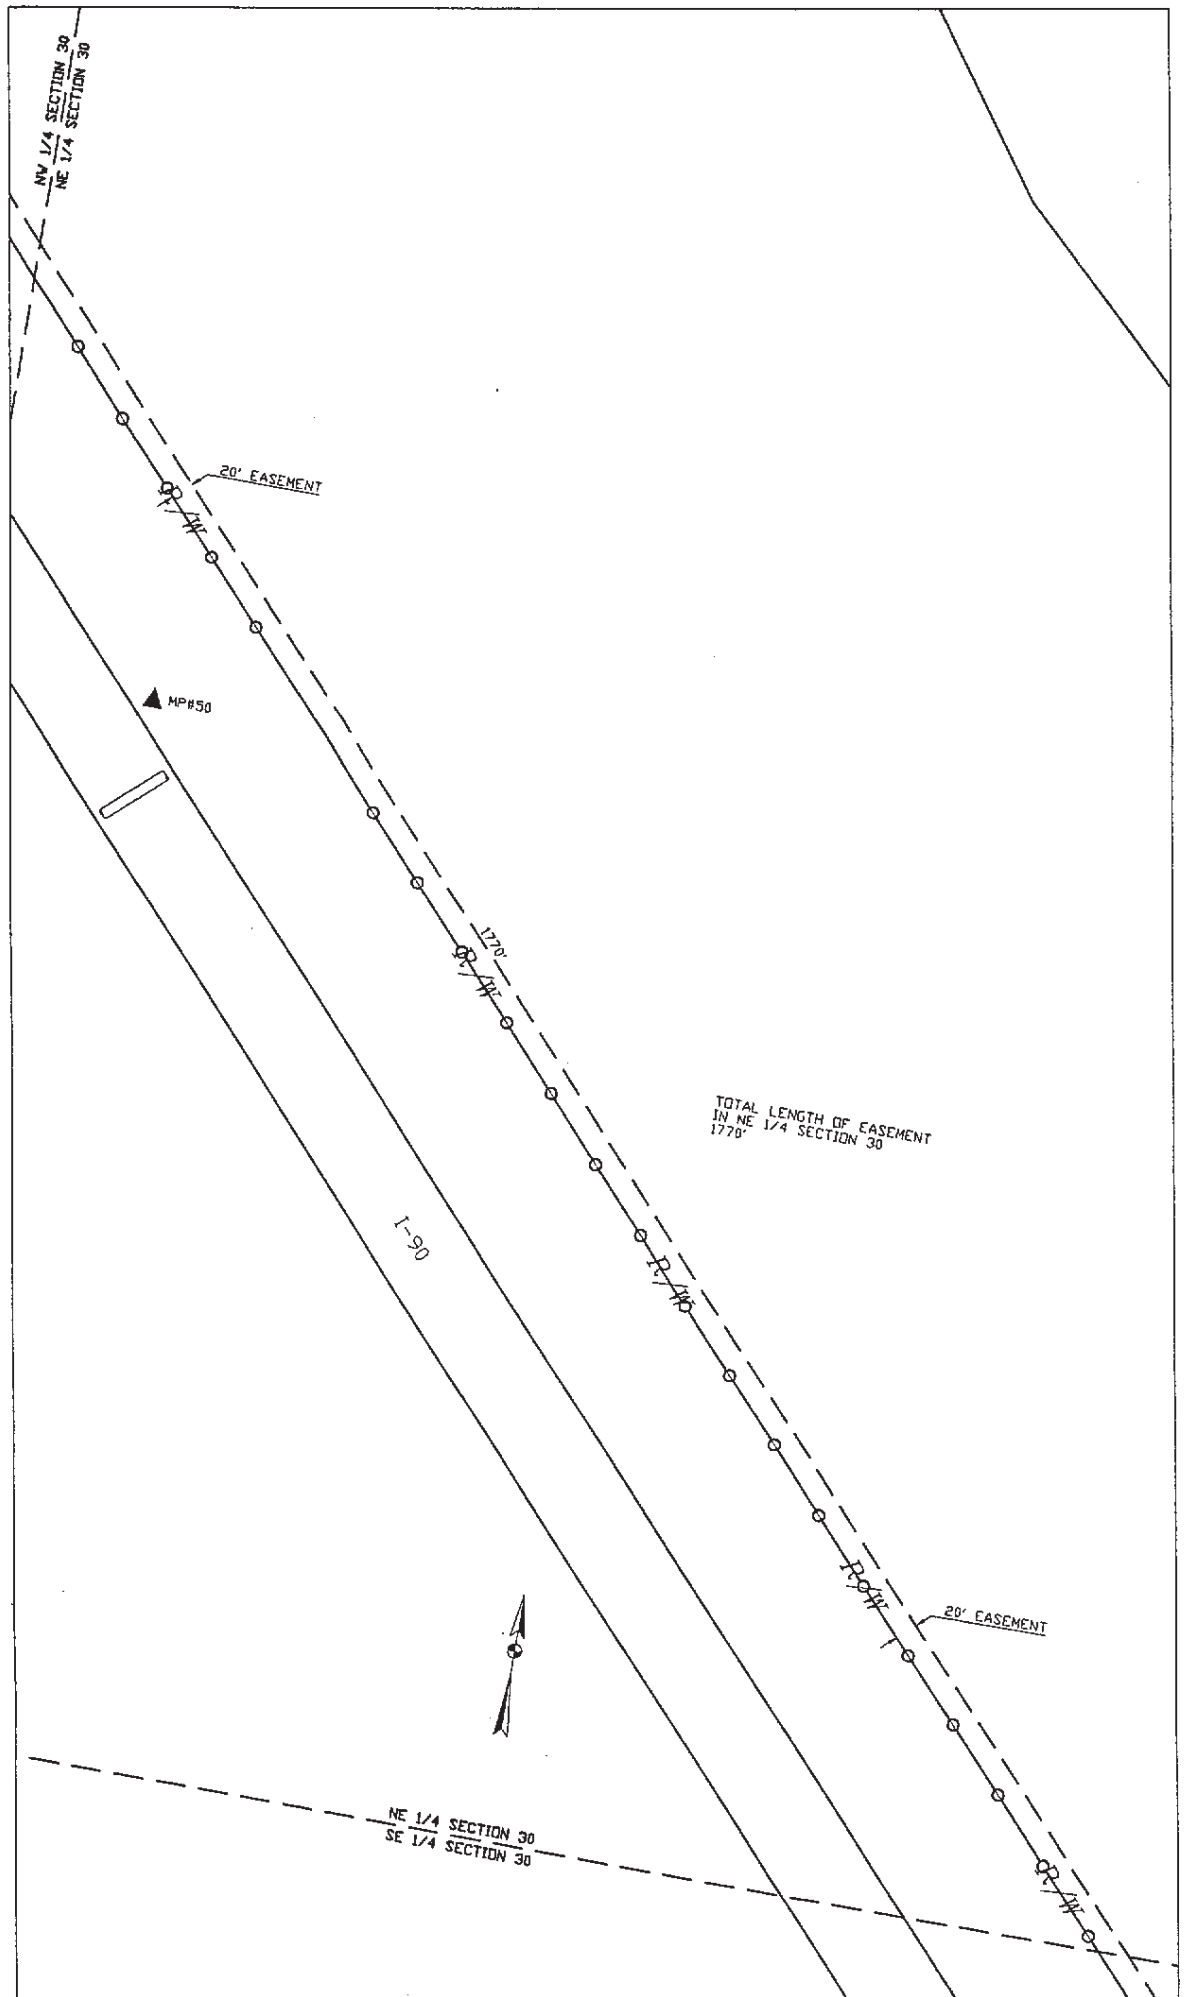 NW 1/4 SECTION 30
NE 1/4 SECTION 30
20' EASEMENT
R/W
MP#50
1770'
R/W
TOTAL LENGTH OF EASEMENT
IN NE 1/4 SECTION 30
1770'
I-90
R/W
R/W
20' EASEMENT
NE 1/4 SECTION 30
SE 1/4 SECTION 30
R/W